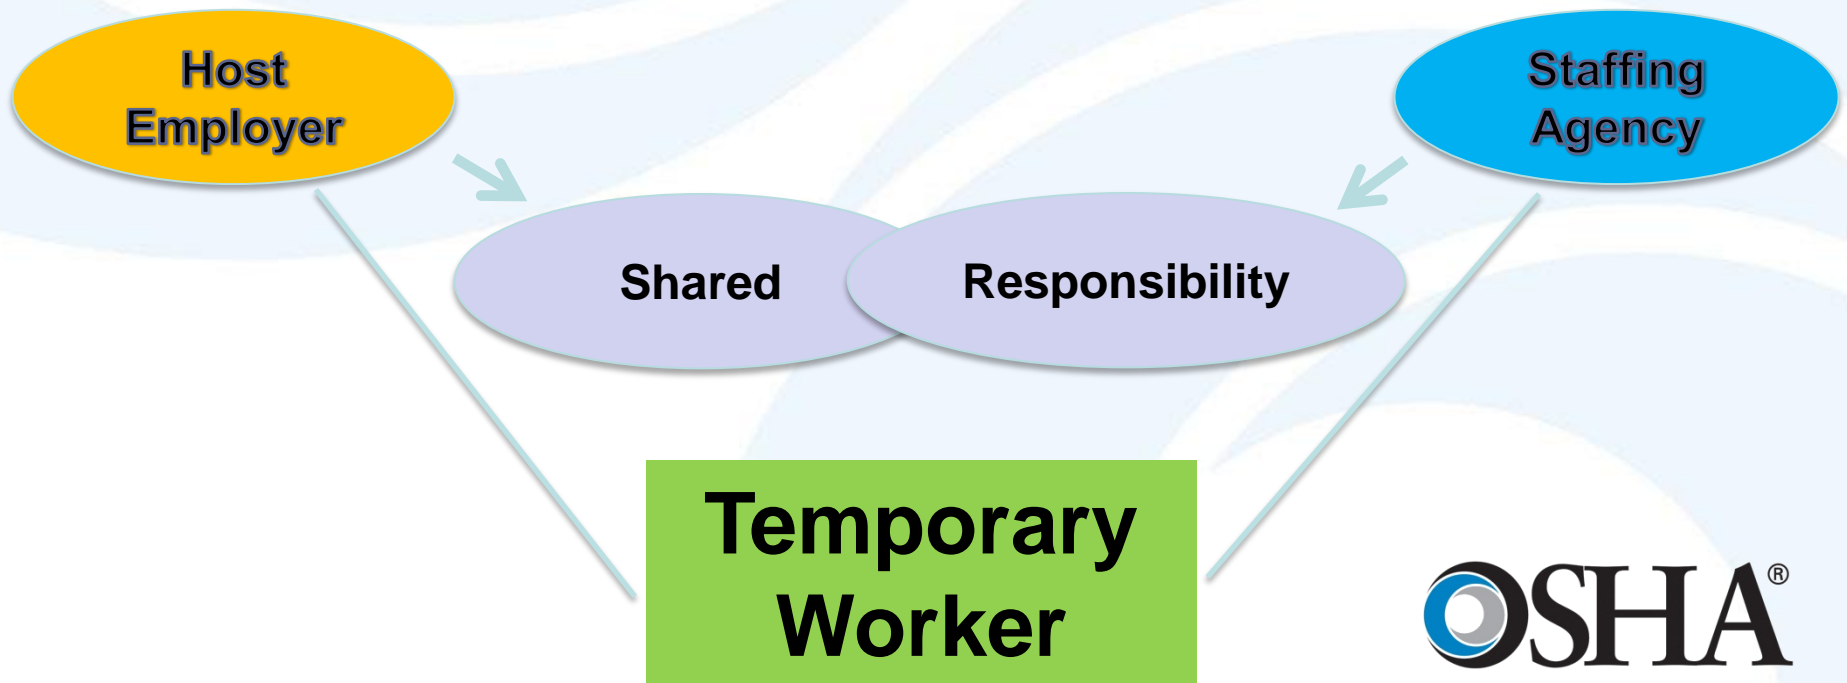 Host
Employer
Staffing
Agency
Shared
Responsibility
Temporary
Worker
OSHA®